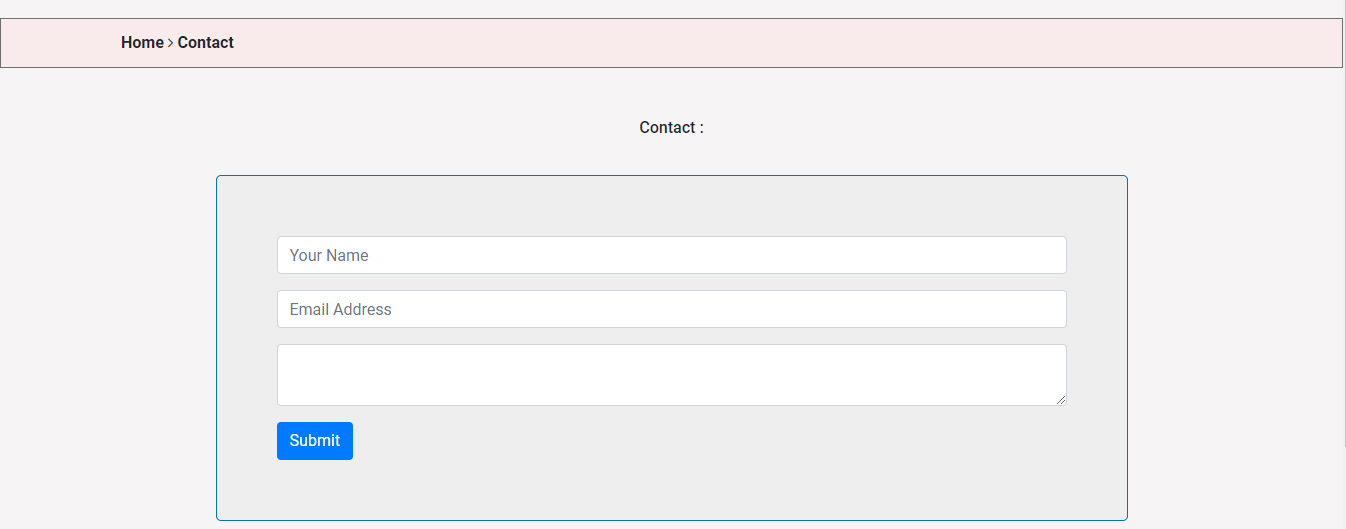 Home > Contact
Contact :
Your Name
Email Address
Submit